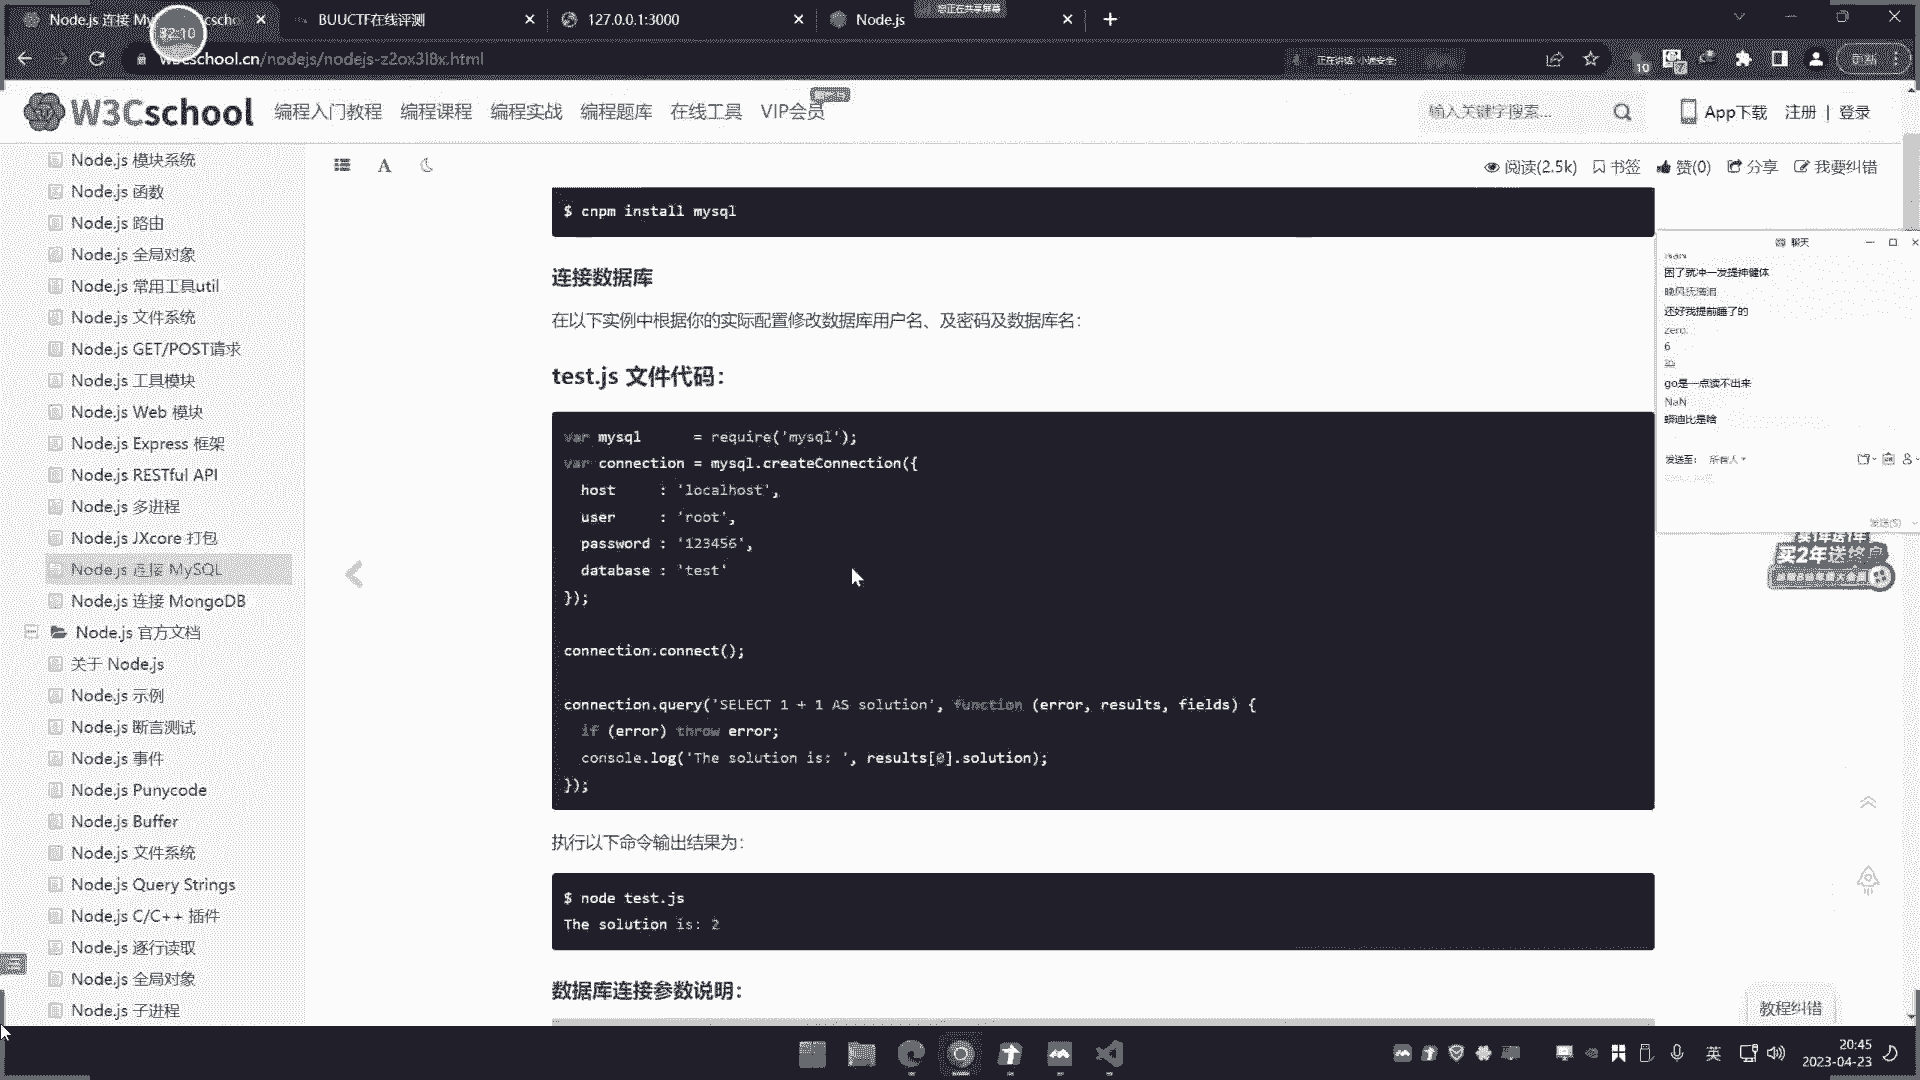 Node.js 连接 My
BUUCTF在线评测
127.0.0.1:3000
Node.js
您正在共享屏幕
32:10
w3cschool.cn/nodejs/nodejs-z2ox3l8x.html
正在讲话: 小迪安全;
10
W3Cschool
编程入门教程
编程课程
编程实战
编程题库
在线工具
VIP会员
输入关键字搜索...
App下载
注册 | 登录
Node.js 模块系统
Node.js 函数
Node.js 路由
Node.js 全局对象
Node.js 常用工具util
Node.js 文件系统
Node.js GET/POST请求
Node.js 工具模块
Node.js Web 模块
Node.js Express 框架
Node.js RESTful API
Node.js 多进程
Node.js JXcore 打包
Node.js 连接 MySQL
Node.js 连接 MongoDB
Node.js 官方文档
关于 Node.js
Node.js 示例
Node.js 断言测试
Node.js 事件
Node.js Punycode
Node.js Buffer
Node.js 文件系统
Node.js Query Strings
Node.js C/C++ 插件
Node.js 逐行读取
Node.js 全局对象
Node.js 子进程
阅读(2.5k)
书签
赞(0)
分享
我要纠错
$ cnpm install mysql
连接数据库
在以下实例中根据你的实际配置修改数据库用户名、及密码及数据库名：
test.js 文件代码：
var mysql      = require('mysql');
var connection = mysql.createConnection({
  host     : 'localhost',
  user     : 'root',
  password : '123456',
  database : 'test'
});
connection.connect();
connection.query('SELECT 1 + 1 AS solution', function (error, results, fields) {
  if (error) throw error;
  console.log('The solution is: ', results[0].solution);
});
执行以下命令输出结果为：
$ node test.js
The solution is: 2
数据库连接参数说明：
聊天
NaN
困了就冲一发提神健体
还好我提前睡了的
zero.
6
go是一点读不出来
NaN
发送至: 所有人
发送(S)
买2年送终身
教程纠错
英
20:45
2023-04-23